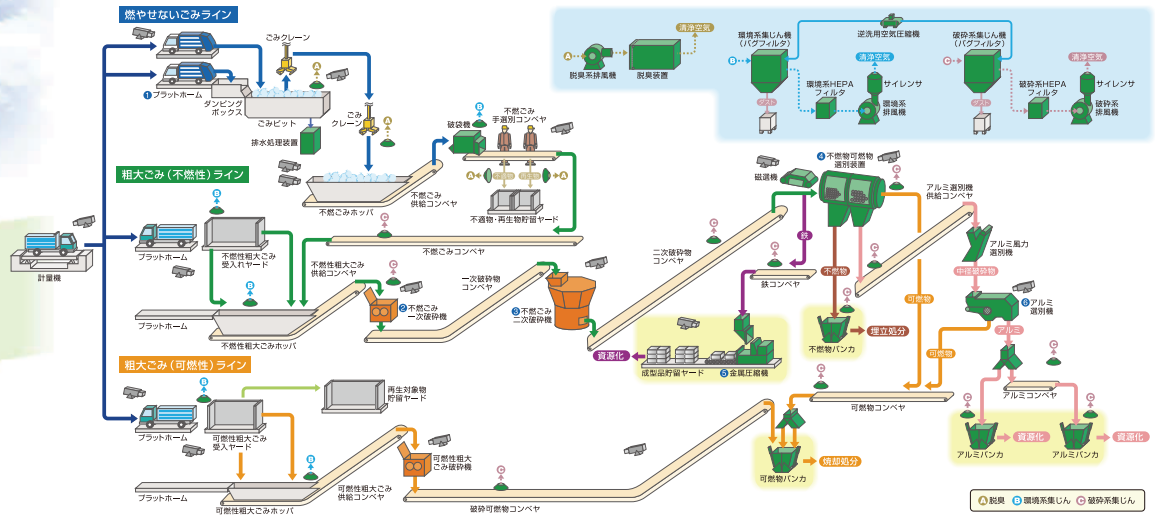 燃やせないごみライン
ごみクレーン
A
❶プラットホーム
ダンピング
ボックス
ごみピット
排水処理装置
ごみ
クレーン
A
破袋機
B
不燃ごみ
手選別コンベヤ
A
不適物
再生物
A
不適物・再生物貯留ヤード
不燃ごみホッパ
不燃ごみ
供給コンベヤ
A
脱臭系排風機
脱臭装置
清浄空気
環境系集じん機
(バグフィルタ)
B
ダスト
環境系HEPA
フィルタ
清浄空気
サイレンサ
環境系
排風機
逆洗用空気圧縮機
破砕系集じん機
(バグフィルタ)
C
ダスト
破砕系HEPA
フィルタ
清浄空気
サイレンサ
破砕系
排風機
粗大ごみ(不燃性)ライン
計量機
プラットホーム
B
不燃性粗大ごみ
受入れヤード
B
プラットホーム
不燃性粗大ごみホッパ
不燃性粗大ごみ
供給コンベヤ
C
不燃ごみコンベヤ
C
❷不燃ごみ
一次破砕機
一次破砕物
コンベヤ
❸不燃ごみ
二次破砕機
二次破砕物
コンベヤ
C
磁選機
❹不燃物可燃物
選別装置
C
鉄
C
鉄コンベヤ
不燃物
C
C
不燃物バンカ
埋立処分
資源化
成型品貯留ヤード
❺金属圧縮機
可燃物
アルミ選別機
供給コンベヤ
C
アルミ風力
選別機
中径破砕物
❻アルミ
選別機
可燃物
アルミ
C
アルミコンベヤ
C
C
アルミバンカ
資源化
アルミバンカ
資源化
C
可燃物コンベヤ
可燃物バンカ
焼却処分
粗大ごみ(可燃性)ライン
プラットホーム
B
可燃性粗大ごみ
受入ヤード
再生対象物
貯留ヤード
プラットホーム
B
可燃性粗大ごみホッパ
可燃性粗大ごみ
供給コンベヤ
可燃性粗大
ごみ破砕機
C
破砕可燃物コンベヤ
A脱臭 B環境系集じん C破砕系集じん